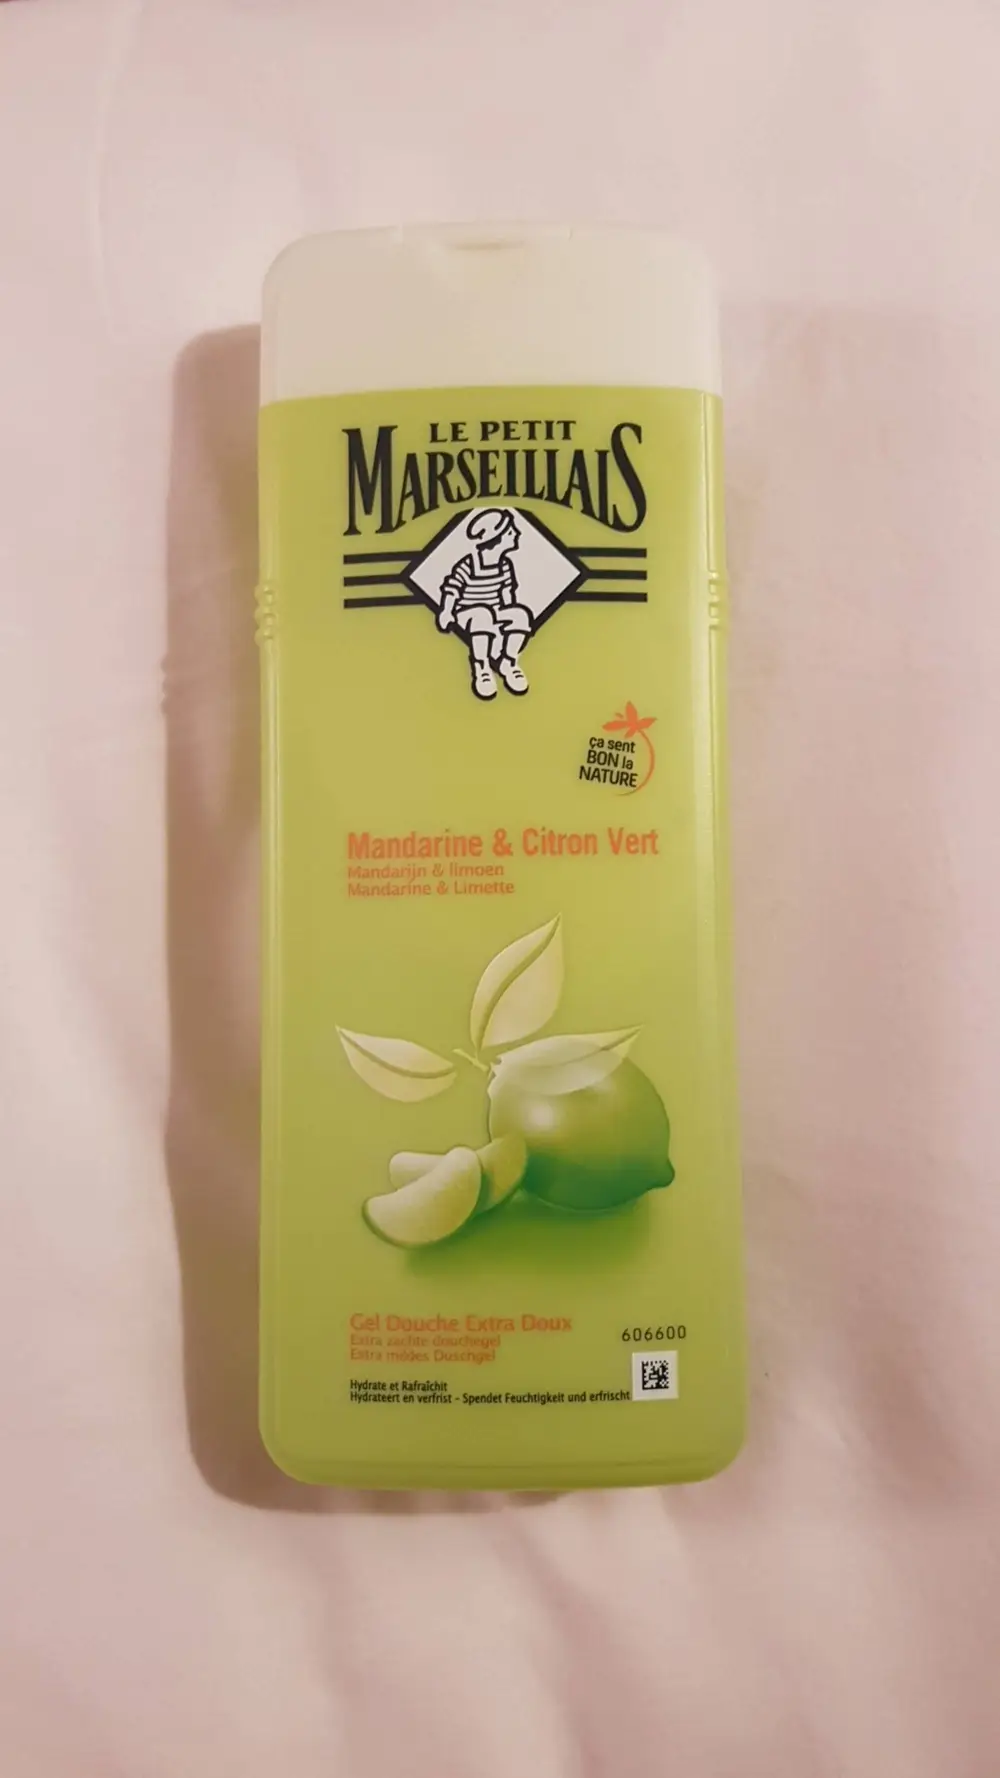 LE PETIT
MARSEILLAIS
ça sent
BON la
NATURE
Mandarine & Citron Vert
Mandarijn & limoen
Mandarine & Limette
Gel Douche Extra Doux
Extra zachte douchegel
Extra mildes Duschgel
606600
Hydrate et Rafraîchit
Hydrateert en verfrist - Spendet Feuchtigkeit und erfrischt